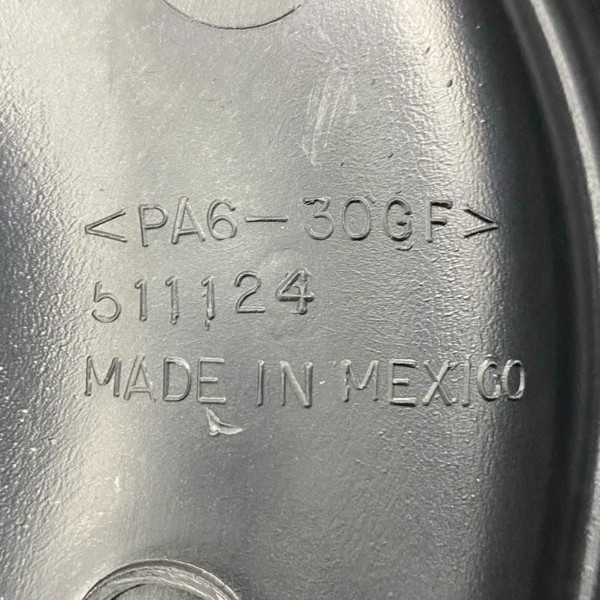 <PA6-30GF>
511124
MADE IN MEXICO